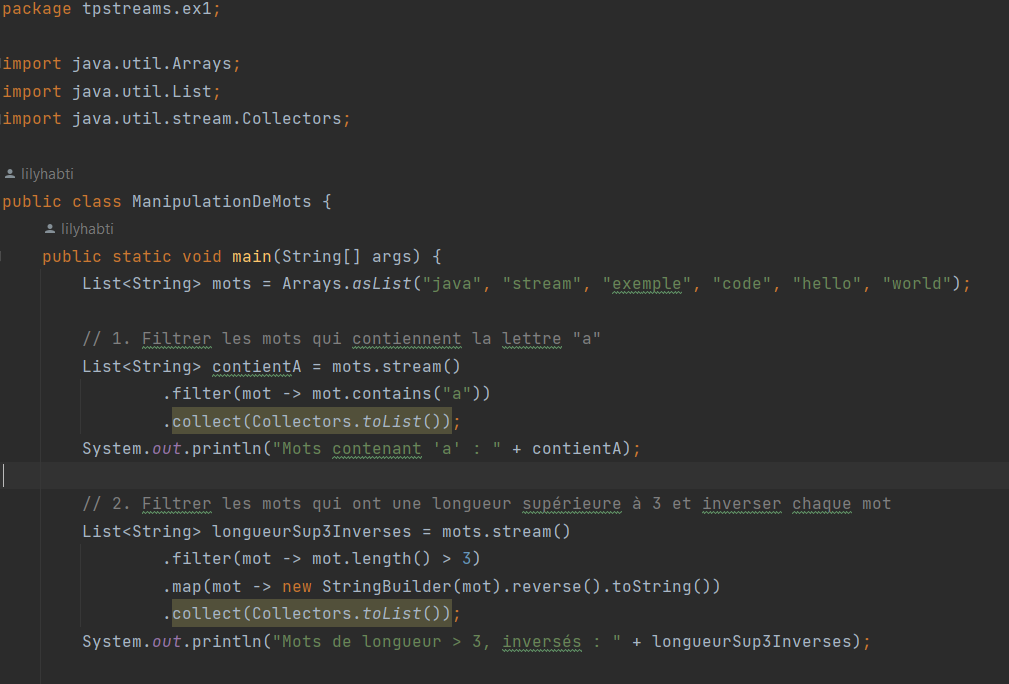 package tpstreams.ex1;
import java.util.Arrays;
import java.util.List;
import java.util.stream.Collectors;
lilyhabti
public class ManipulationDeMots {
lilyhabti
public static void main(String[] args) {
List<String> mots = Arrays.asList("java", "stream", "exemple", "code", "hello", "world");
// 1. Filtrer les mots qui contiennent la lettre "a"
List<String> contientA = mots.stream()
.filter(mot -> mot.contains("a"))
.collect(Collectors.toList());
System.out.println("Mots contenant 'a' : " + contientA);
// 2. Filtrer les mots qui ont une longueur supérieure à 3 et inverser chaque mot
List<String> longueurSup3Inverses = mots.stream()
.filter(mot -> mot.length() > 3)
.map(mot -> new StringBuilder(mot).reverse().toString())
.collect(Collectors.toList());
System.out.println("Mots de longueur > 3, inversés : " + longueurSup3Inverses);